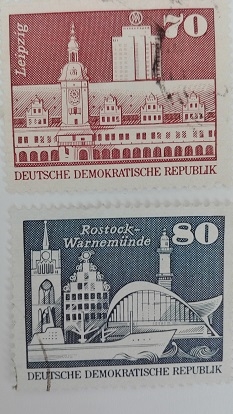 Leipzig
70
DEUTSCHE DEMOKRATISCHE REPUBLIK
Rostock-
Warnemünde
80
DEUTSCHE DEMOKRATISCHE REPUBLIK